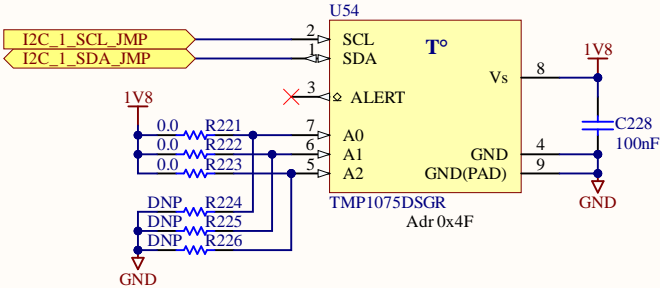 U54
I2C_1_SCL_JMP 2 SCL
I2C_1_SDA_JMP 1 SDA
T°
1V8
Vs 8
3 ALERT
1V8
C228
100nF
0.0 R221 7 A0
0.0 R222 6 A1
0.0 R223 5 A2
GND 4
GND(PAD) 9
GND
DNP R224
DNP R225
DNP R226
TMP1075DSGR
Adr 0x4F
GND